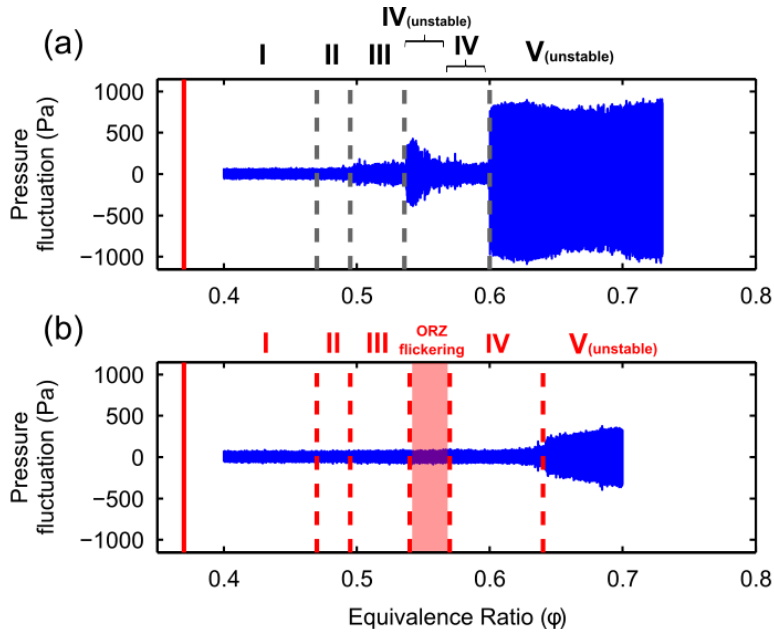 (a)
IV(unstable)
I II III IV V(unstable)
Pressure
fluctuation (Pa)
1000
500
0
−500
−1000
0.4 0.5 0.6 0.7 0.8
(b)
I II III ORZ
flickering IV V(unstable)
Pressure
fluctuation (Pa)
1000
500
0
−500
−1000
0.4 0.5 0.6 0.7 0.8
Equivalence Ratio (φ)